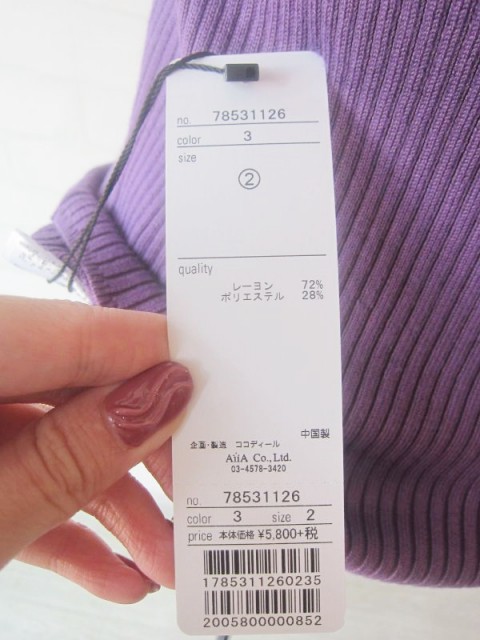 no. 78531126
color 3
size
②
quality
レーヨン 72%
ポリエステル 28%
中国製
企画・製造 ココディール
AiiA Co.,Ltd.
03-4578-3420
no. 78531126
color 3 size 2
price 本体価格 ¥5,800+税
1785311260235
2005800000852